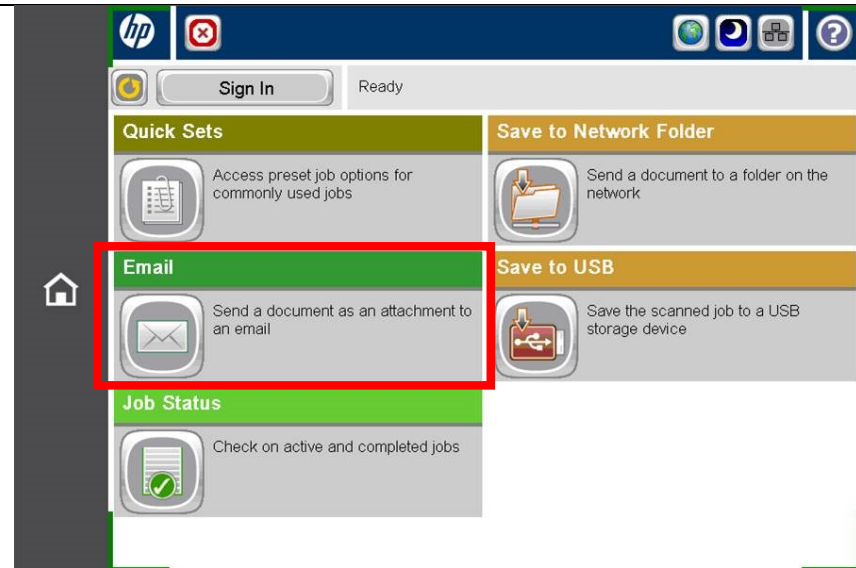 hp
Sign In
Ready
Quick Sets
Access preset job options for
commonly used jobs
Save to Network Folder
Send a document to a folder on the
network
Email
Send a document as an attachment to
an email
Save to USB
Save the scanned job to a USB
storage device
Job Status
Check on active and completed jobs